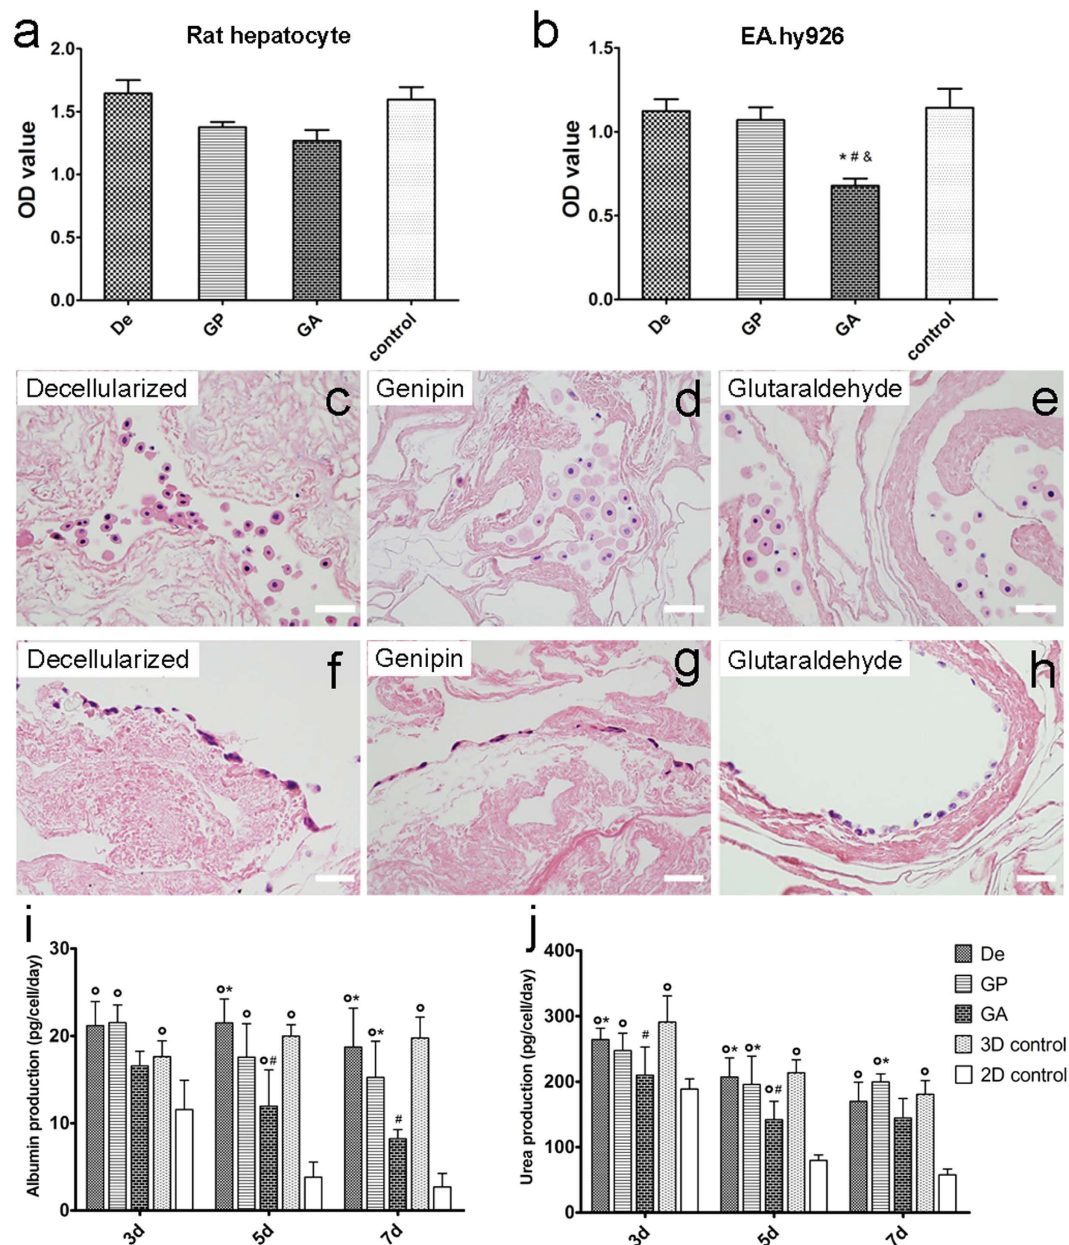 a
Rat hepatocyte
OD value
2.0
1.5
1.0
0.5
0.0
De
GP
GA
control
b
EA.hy926
OD value
1.5
1.0
0.5
0.0
* # &
De
GP
GA
control
Decellularized
c
Genipin
d
Glutaraldehyde
e
Decellularized
f
Genipin
g
Glutaraldehyde
h
i
Albumin production (pg/cell/day)
30
20
10
0
o o o
o* o o# o
o* o* # o
3d
5d
7d
j
Urea production (pg/cell/day)
400
300
200
100
0
o* o # o
o* o* o# o
o o* o
3d
5d
7d
De
GP
GA
3D control
2D control